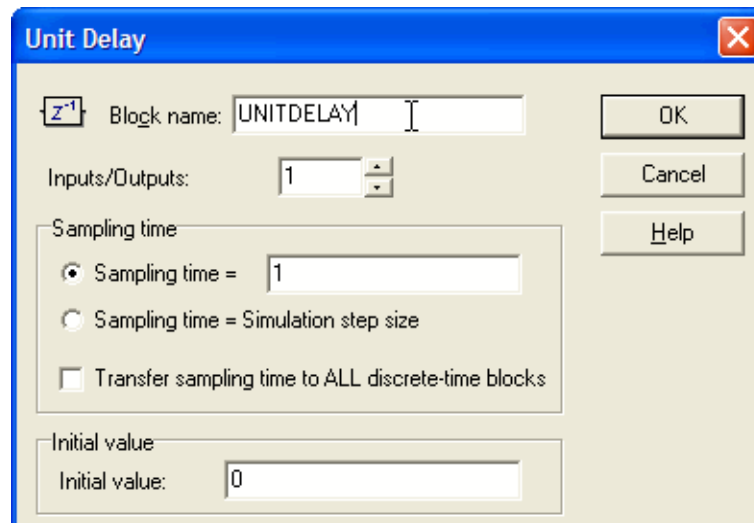 Unit Delay
Z-1 Block name: UNITDELAY OK
Inputs/Outputs: 1 Cancel
Sampling time Help
Sampling time = 1
Sampling time = Simulation step size
Transfer sampling time to ALL discrete-time blocks
Initial value
Initial value: 0